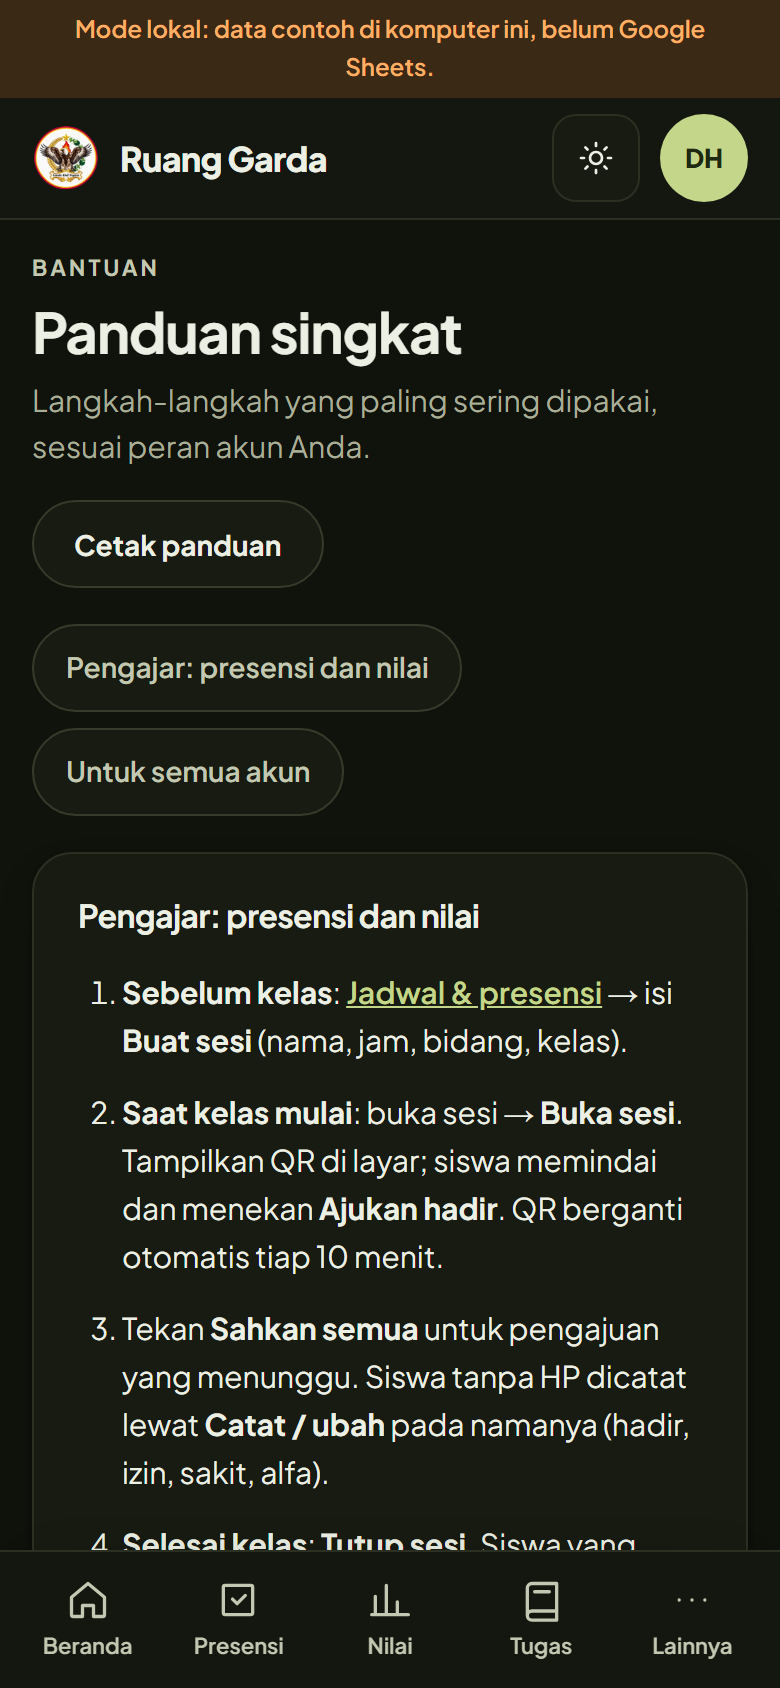 Mode lokal: data contoh di komputer ini, belum Google
Sheets.
Ruang Garda
DH
BANTUAN
Panduan singkat
Langkah-langkah yang paling sering dipakai,
sesuai peran akun Anda.
Cetak panduan
Pengajar: presensi dan nilai
Untuk semua akun
Pengajar: presensi dan nilai
1. Sebelum kelas: Jadwal & presensi → isi
Buat sesi (nama, jam, bidang, kelas).
2. Saat kelas mulai: buka sesi → Buka sesi.
Tampilkan QR di layar; siswa memindai
dan menekan Ajukan hadir. QR berganti
otomatis tiap 10 menit.
3. Tekan Sahkan semua untuk pengajuan
yang menunggu. Siswa tanpa HP dicatat
lewat Catat / ubah pada namanya (hadir,
izin, sakit, alfa).
4. Selesai kelas: Tutup sesi. Siswa yang
Beranda
Presensi
Nilai
Tugas
Lainnya